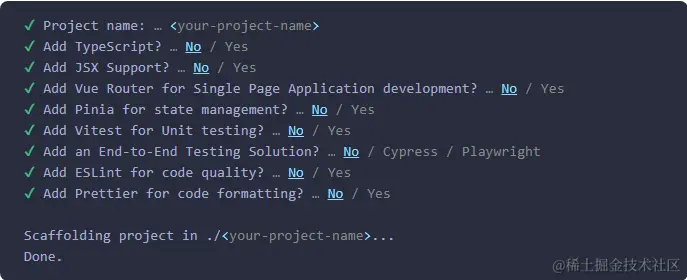 ✔ Project name: … <your-project-name>
✔ Add TypeScript? … No / Yes
✔ Add JSX Support? … No / Yes
✔ Add Vue Router for Single Page Application development? … No / Yes
✔ Add Pinia for state management? … No / Yes
✔ Add Vitest for Unit testing? … No / Yes
✔ Add an End-to-End Testing Solution? … No / Cypress / Playwright
✔ Add ESLint for code quality? … No / Yes
✔ Add Prettier for code formatting? … No / Yes
Scaffolding project in ./<your-project-name>...
Done.
@稀土掘金技术社区